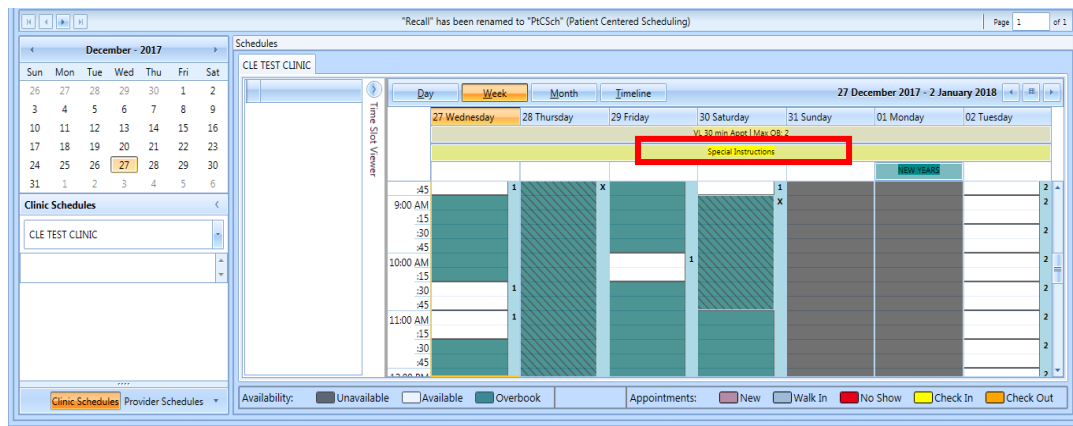 "Recall" has been renamed to "PtCSch" (Patient Centered Scheduling)
Page 1 of 1
December - 2017
Sun Mon Tue Wed Thu Fri Sat
26 27 28 29 30 1 2
3 4 5 6 7 8 9
10 11 12 13 14 15 16
17 18 19 20 21 22 23
24 25 26 27 28 29 30
31 1 2 3 4 5 6
Clinic Schedules
CLE TEST CLINIC
Clinic Schedules Provider Schedules
Schedules
CLE TEST CLINIC
Time Slot Viewer
Day Week Month Timeline
27 December 2017 - 2 January 2018
27 Wednesday 28 Thursday 29 Friday 30 Saturday 31 Sunday 01 Monday 02 Tuesday
VL 30 min Appt | Max OB: 2
Special Instructions
NEW YEARS
:45 1 X 1 2
9:00 AM X 2
:15
:30 2
:45
10:00 AM 1 2
:15
:30 1 2
:45
11:00 AM 1 2
:15
:30 2
:45
2
Availability: Unavailable Available Overbook Appointments: New Walk In No Show Check In Check Out